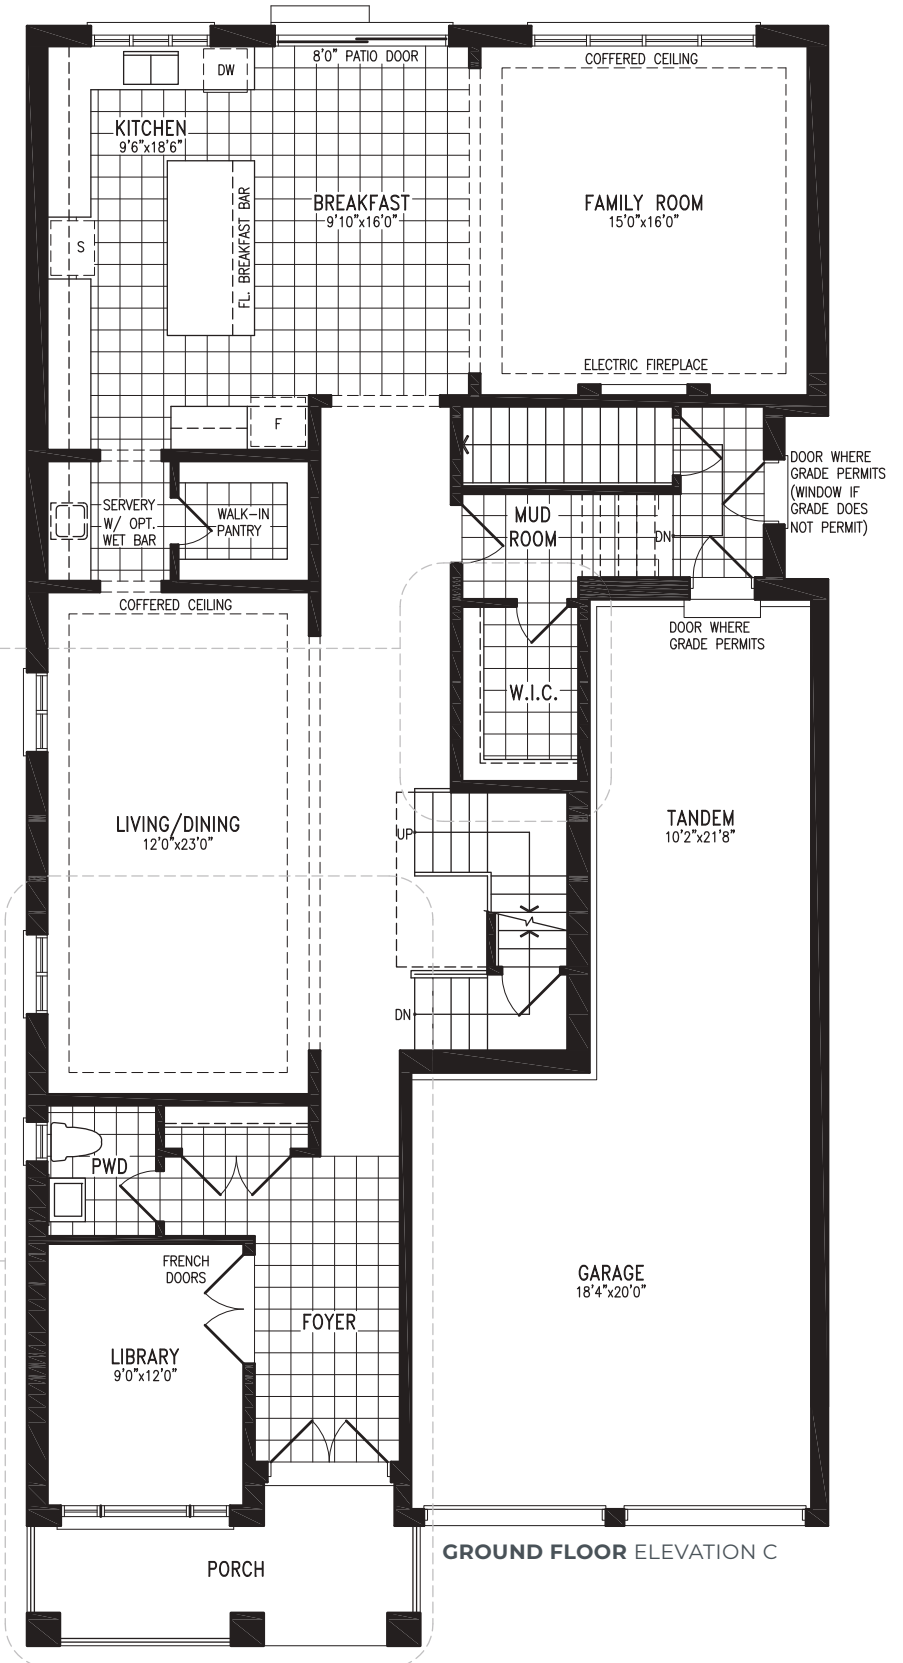 8'0" PATIO DOOR
DW
COFFERED CEILING
KITCHEN
9'6"x18'6"
FL. BREAKFAST BAR
BREAKFAST
9'10"x16'0"
FAMILY ROOM
15'0"x16'0"
S
ELECTRIC FIREPLACE
F
DOOR WHERE
GRADE PERMITS
(WINDOW IF
GRADE DOES
NOT PERMIT)
SERVERY
W/ OPT.
WET BAR
WALK-IN
PANTRY
MUD
ROOM
DN
COFFERED CEILING
DOOR WHERE
GRADE PERMITS
W.I.C.
LIVING/DINING
12'0"x23'0"
UP
TANDEM
10'2"x21'8"
DN
PWD
FRENCH
DOORS
GARAGE
18'4"x20'0"
FOYER
LIBRARY
9'0"x12'0"
GROUND FLOOR ELEVATION C
PORCH